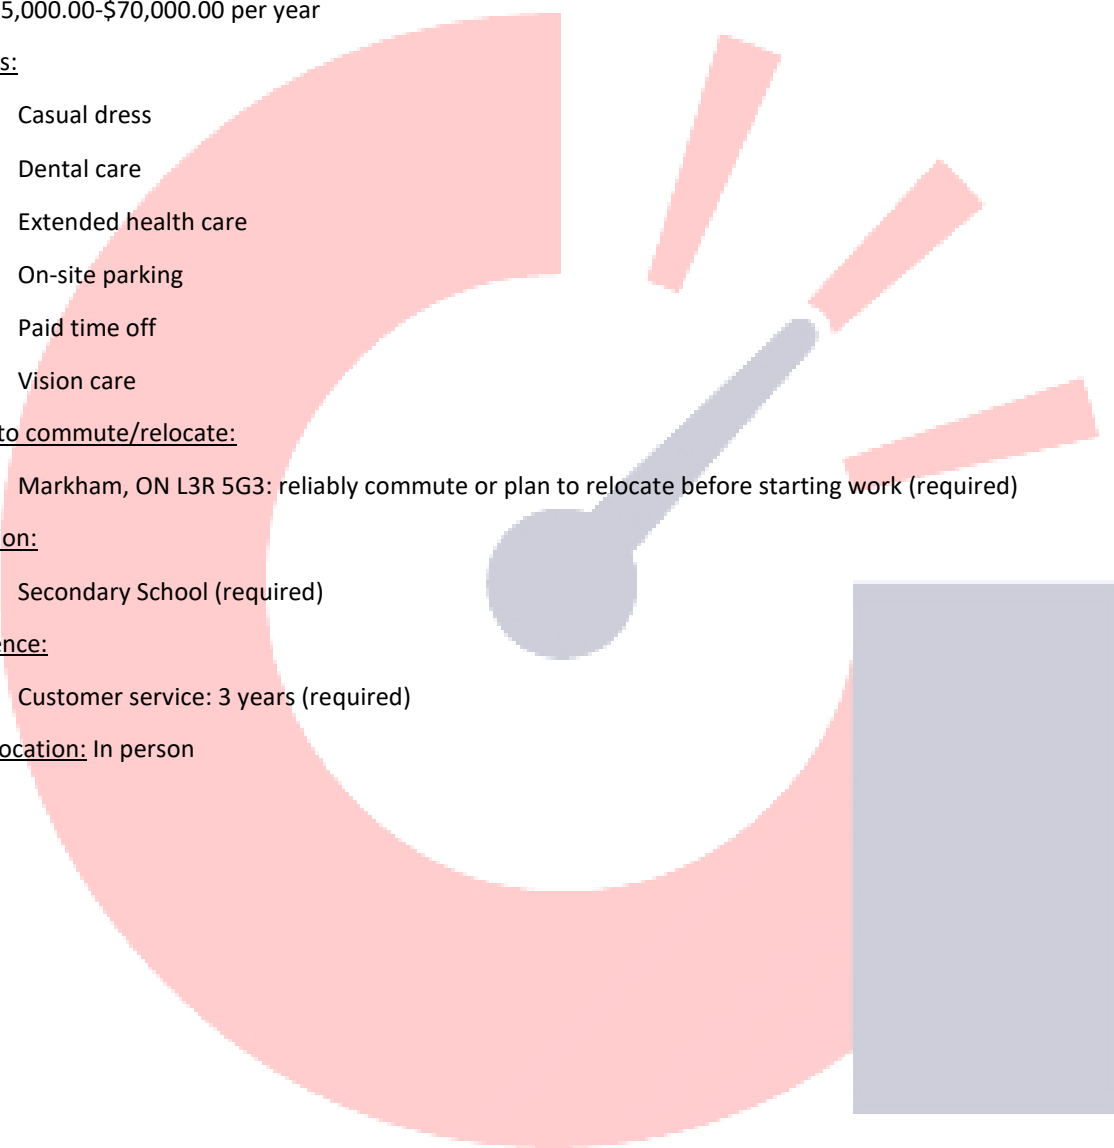 5,000.00-$70,000.00 per year
s:
Casual dress
Dental care
Extended health care
On-site parking
Paid time off
Vision care
to commute/relocate:
Markham, ON L3R 5G3: reliably commute or plan to relocate before starting work (required)
on:
Secondary School (required)
ence:
Customer service: 3 years (required)
ocation: In person